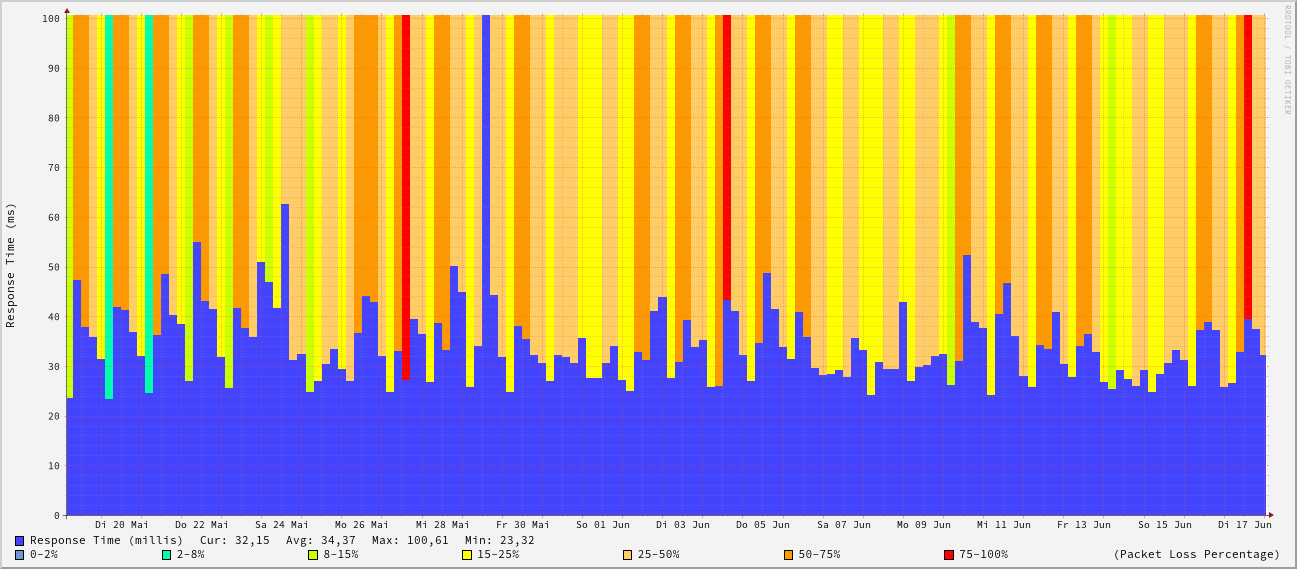 RRDTOOL / TOBI OETIKER
Response Time (ms)
100
90
80
70
60
50
40
30
20
10
0
Di 20 Mai Do 22 Mai Sa 24 Mai Mo 26 Mai Mi 28 Mai Fr 30 Mai So 01 Jun Di 03 Jun Do 05 Jun Sa 07 Jun Mo 09 Jun Mi 11 Jun Fr 13 Jun So 15 Jun Di 17 Jun
Response Time (millis) Cur: 32,15 Avg: 34,37 Max: 100,61 Min: 23,32
0-2% 2-8% 8-15% 15-25% 25-50% 50-75% 75-100% (Packet Loss Percentage)